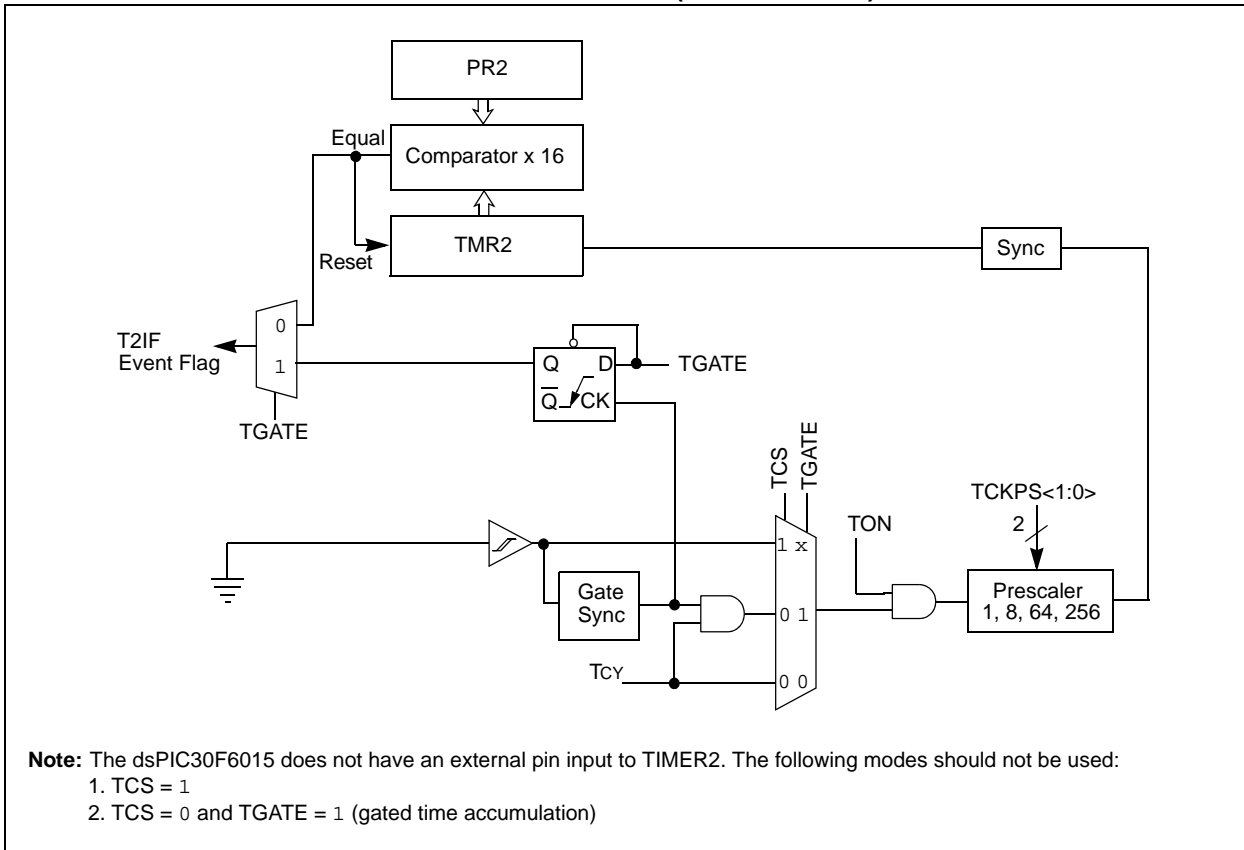 PR2
Equal
Comparator x 16
TMR2
Sync
Reset
0
T2IF
Event Flag
1
Q
D
TGATE
Q
CK
TGATE
TCS
TGATE
TCKPS<1:0>
2
TON
1 x
Gate
Sync
0 1
Prescaler
1, 8, 64, 256
TCY
0 0
Note: The dsPIC30F6015 does not have an external pin input to TIMER2. The following modes should not be used:
1. TCS = 1
2. TCS = 0 and TGATE = 1 (gated time accumulation)